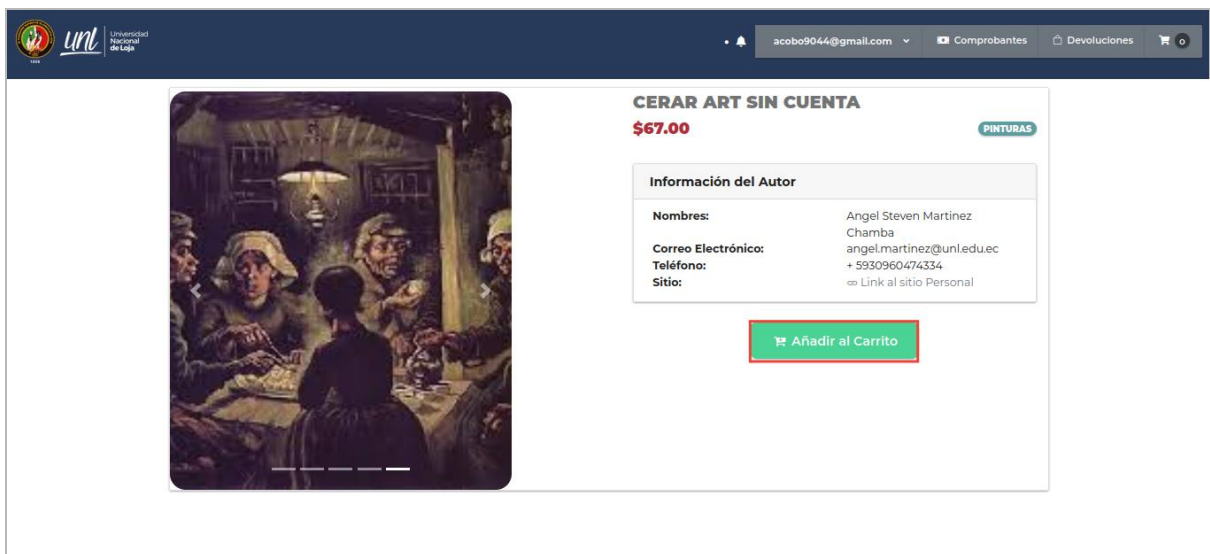 unl
Universidad
Nacional
de Loja
acobo9044@gmail.com
Comprobantes
Devoluciones
0
CERAR ART SIN CUENTA
$67.00
PINTURAS
Información del Autor
Nombres: Angel Steven Martinez
Chamba
Correo Electrónico: angel.martinez@unl.edu.ec
Teléfono: + 5930960474334
Sitio: Link al sitio Personal
Añadir al Carrito